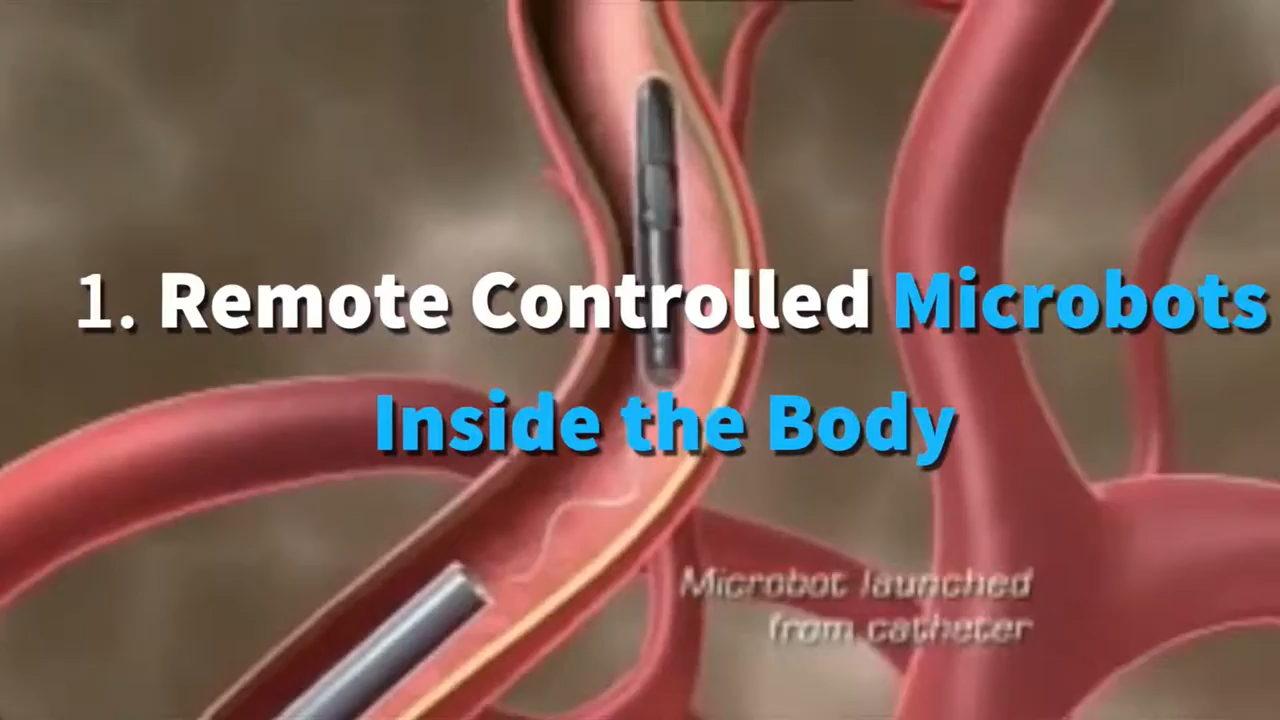 1. Remote Controlled Microbots
Inside the Body
Microbot launched
from catheter